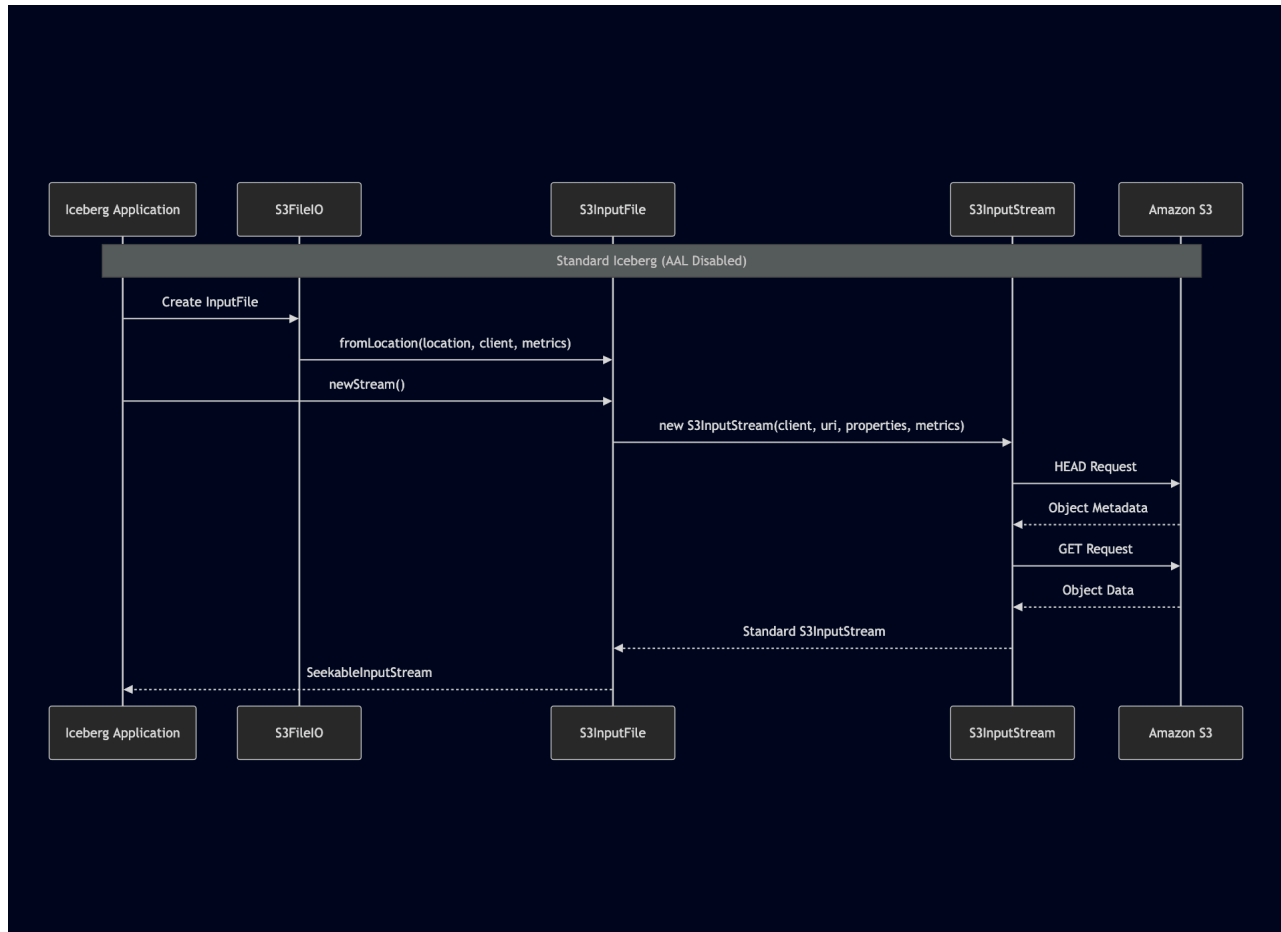 Iceberg Application
S3FileIO
S3InputFile
S3InputStream
Amazon S3
Standard Iceberg (AAL Disabled)
Create InputFile
fromLocation(location, client, metrics)
newStream()
new S3InputStream(client, uri, properties, metrics)
HEAD Request
Object Metadata
GET Request
Object Data
Standard S3InputStream
SeekableInputStream
Iceberg Application
S3FileIO
S3InputFile
S3InputStream
Amazon S3